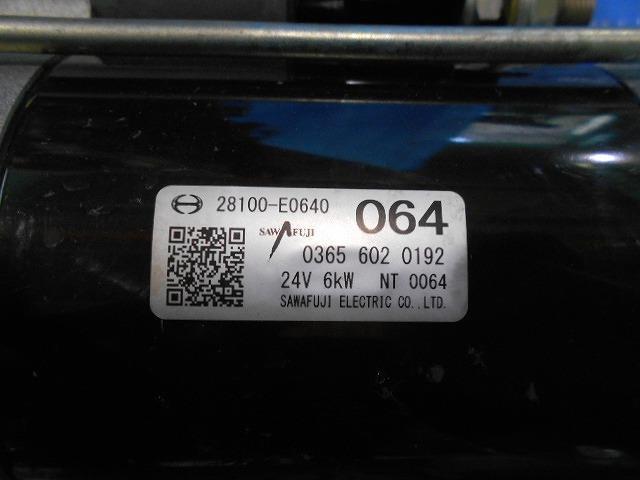 28100-E0640 064
SAWAFUJI
0365 602 0192
24V 6kW NT 0064
SAWAFUJI ELECTRIC CO.,LTD.